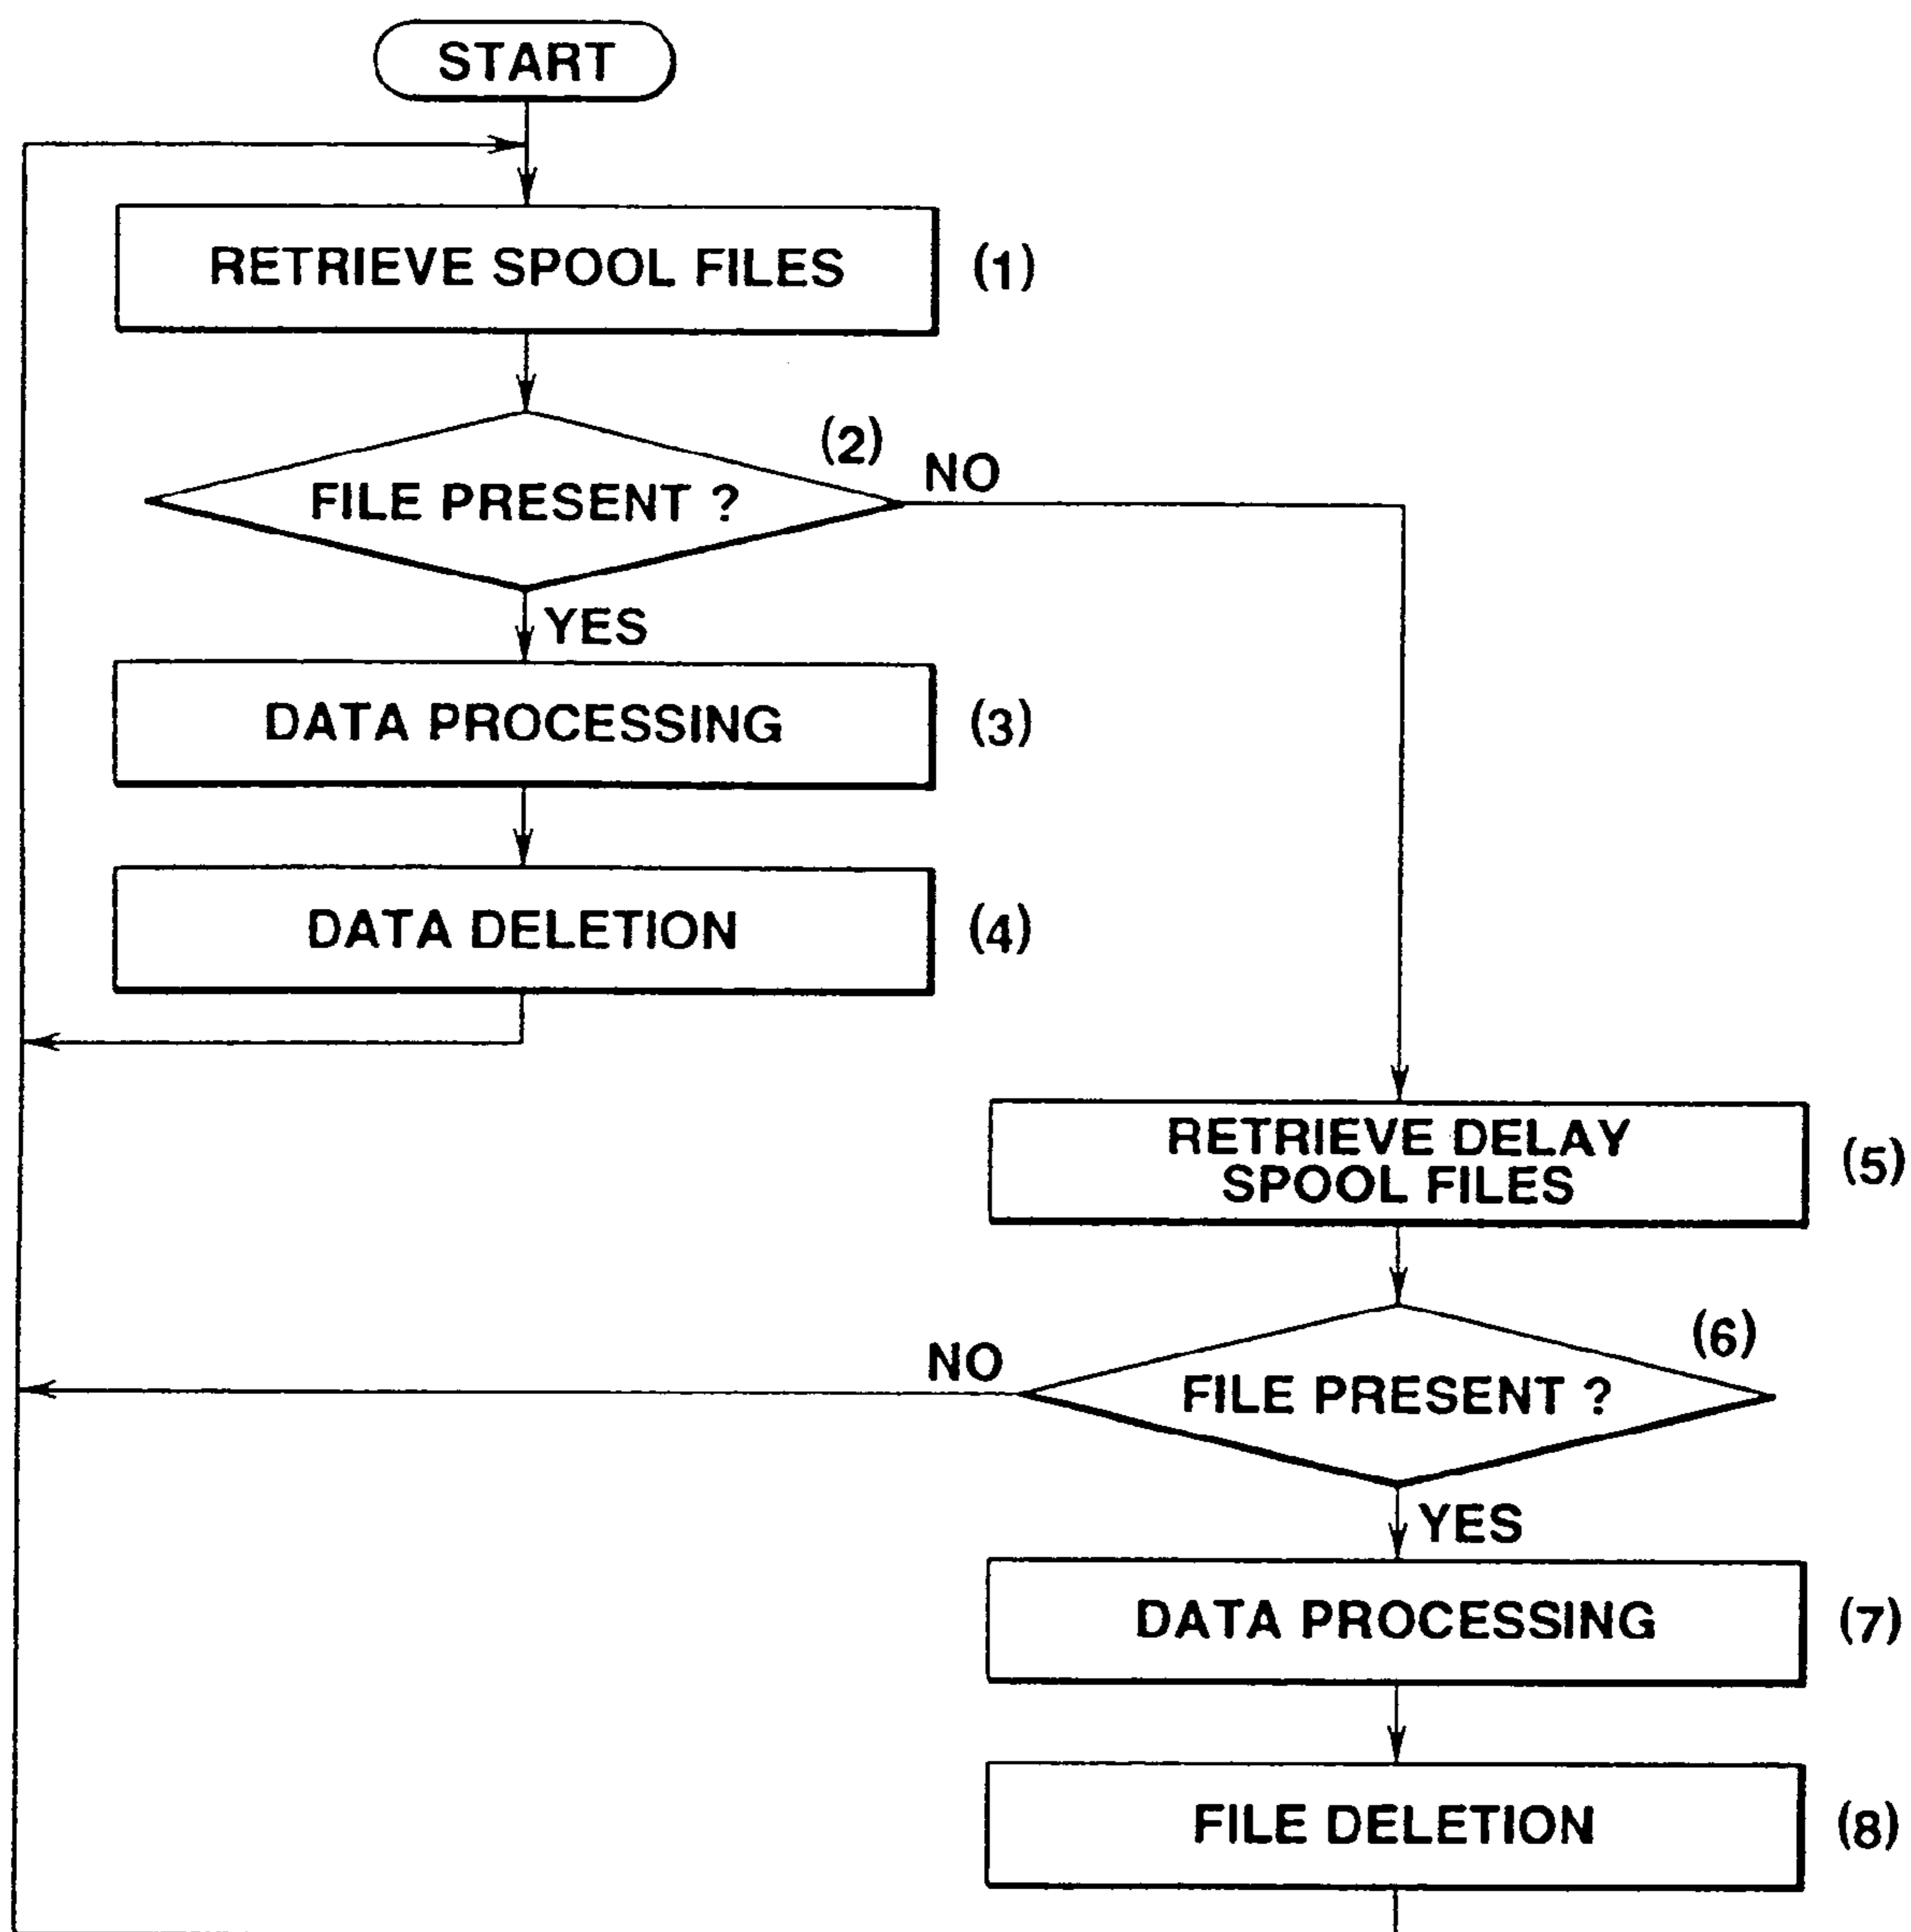 START
RETRIEVE SPOOL FILES
(1)
(2)
NO
FILE PRESENT ?
YES
DATA PROCESSING
(3)
DATA DELETION
(4)
RETRIEVE DELAY
SPOOL FILES
(5)
(6)
NO
FILE PRESENT ?
YES
DATA PROCESSING
(7)
FILE DELETION
(8)